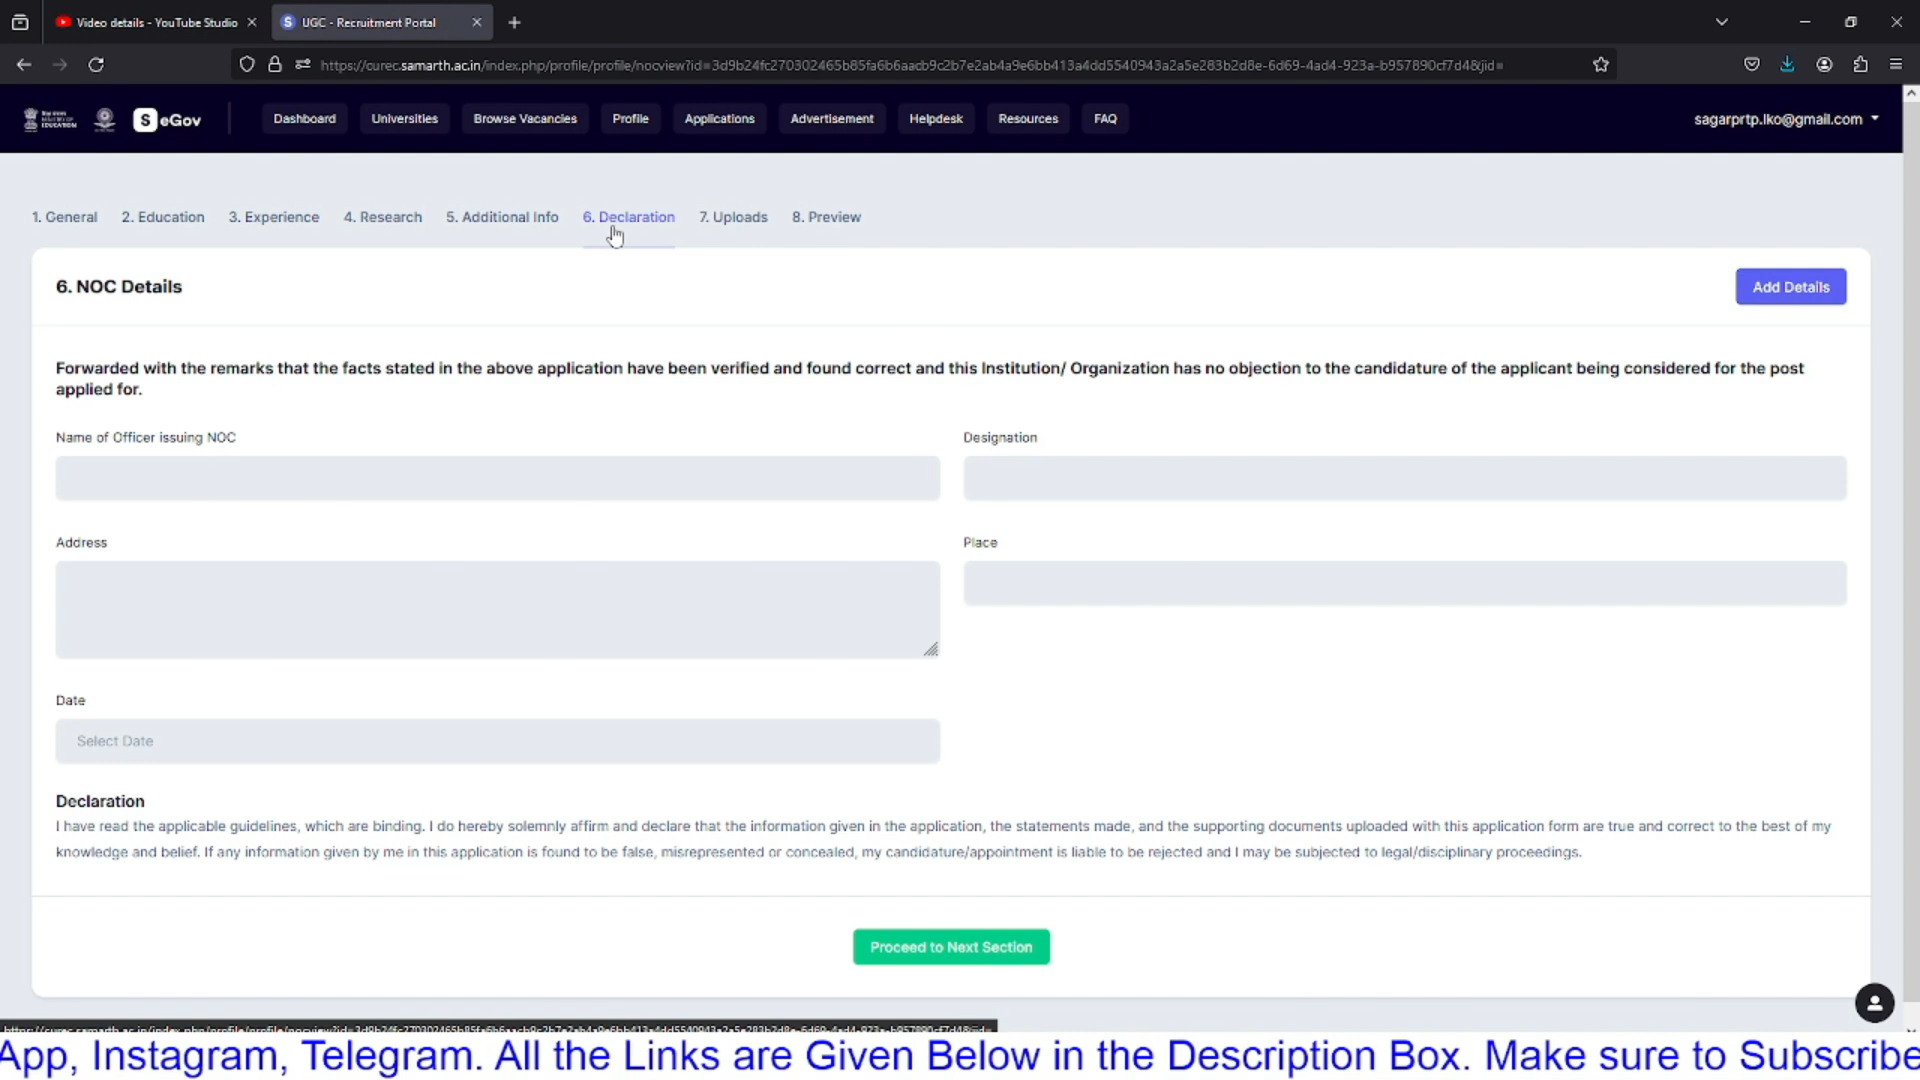 Video details - YouTube Studio
UGC - Recruitment Portal
https://curec.samarth.ac.in/index.php/profile/profile/nocview?id=3d9b24fc270302465b85fa6b6aadb9c2b7e2ab4a9e6bb413a4dd5540943a2a5e283b2d8e-6d69-4ad4-923a-b957890cf7d4&jid=
EDUCATION
S eGov
Dashboard
Universities
Browse Vacancies
Profile
Applications
Advertisement
Helpdesk
Resources
FAQ
sagarprtp.lko@gmail.com
1. General 2. Education 3. Experience 4. Research 5. Additional Info 6. Declaration 7. Uploads 8. Preview
6. NOC Details
Add Details
Forwarded with the remarks that the facts stated in the above application have been verified and found correct and this Institution/ Organization has no objection to the candidature of the applicant being considered for the post
applied for.
Name of Officer issuing NOC
Designation
Address
Place
Date
Select Date
Declaration
I have read the applicable guidelines, which are binding. I do hereby solemnly affirm and declare that the information given in the application, the statements made, and the supporting documents uploaded with this application form are true and correct to the best of my
knowledge and belief. If any information given by me in this application is found to be false, misrepresented or concealed, my candidature/appointment is liable to be rejected and I may be subjected to legal/disciplinary proceedings.
Proceed to Next Section
App, Instagram, Telegram. All the Links are Given Below in the Description Box. Make sure to Subscribe